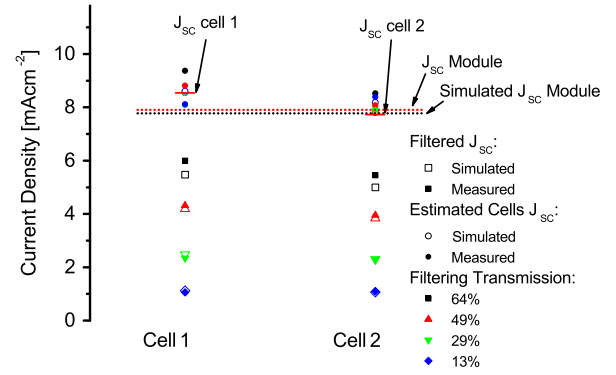 J_SC cell 1
J_SC cell 2
J_SC Module
Simulated J_SC Module
Current Density [mAcm⁻²]
10
8
6
4
2
0
Cell 1
Cell 2
Filtered J_SC:
Simulated
Measured
Estimated Cells J_SC:
Simulated
Measured
Filtering Transmission:
64%
49%
29%
13%